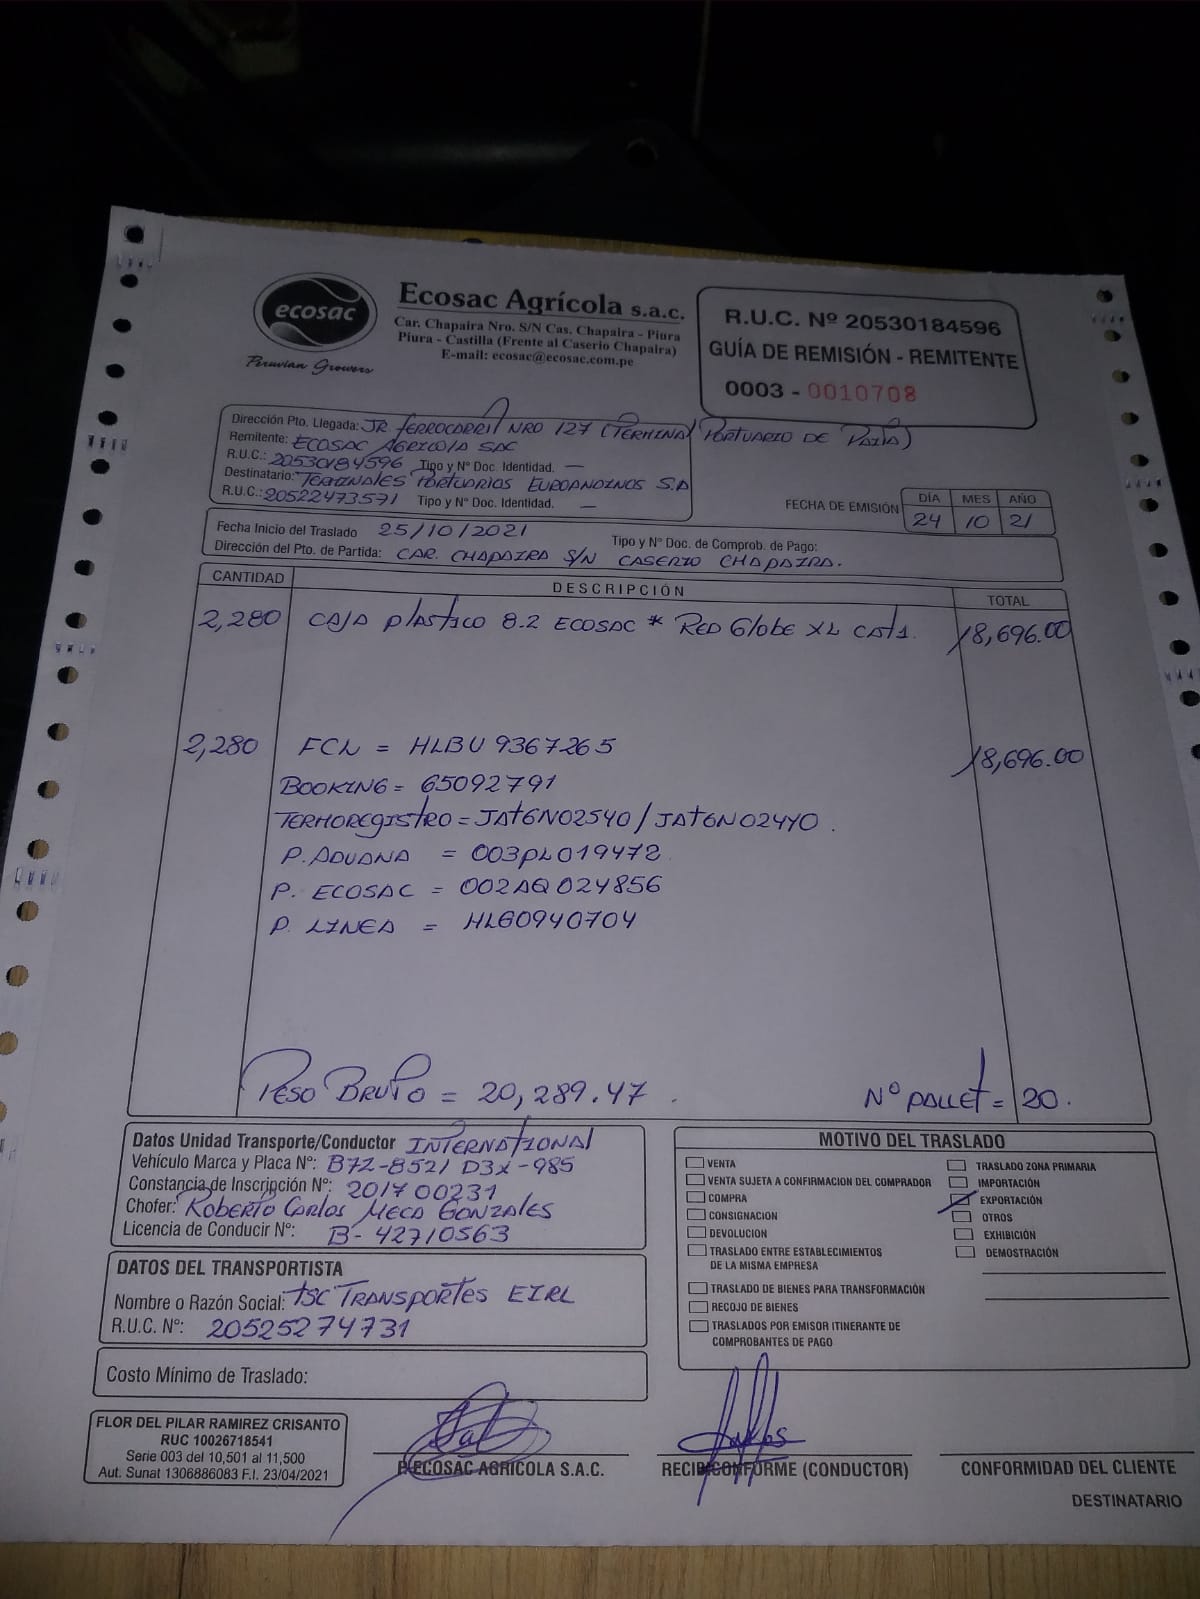 ecosac
Peruvian Growers
Ecosac Agrícola s.a.c.
Car. Chapaira Nro. S/N Cas. Chapaira - Piura
Piura - Castilla (Frente al Caserio Chapaira)
E-mail: ecosac@ecosac.com.pe
R.U.C. Nº 20530184596
GUÍA DE REMISIÓN - REMITENTE
0003 - 0010708
Dirección Pto. Llegada: JR FERROCARRIL NRO 127 (TERMINAL PORTUARIO DE PAITA)
Remitente: ECOSAC AGRICOLA SAC
R.U.C.: 20530184596 Tipo y Nº Doc. Identidad. —
Destinatario: TERMINALES PORTUARIOS EUROANDINOS S.A
R.U.C.: 20522473571 Tipo y Nº Doc. Identidad. —
FECHA DE EMISIÓN DÍA MES AÑO
24 10 21
Fecha Inicio del Traslado 25/10/2021 Tipo y Nº Doc. de Comprob. de Pago:
Dirección del Pto. de Partida: CAR. CHAPAIRA S/N CASERIO CHAPAIRA.
CANTIDAD DESCRIPCIÓN TOTAL
2,280 CAJA PLASTICO 8.2 ECOSAC * RED GLOBE XL CAT1. 18,696.00
2,280 FCL = HLBU 9367265 18,696.00
BOOKING = 65092791
TERMOREGISTRO = JAT6N02540 / JAT6N024Y0.
P. ADUANA = 003PL019472
P. ECOSAC = 002AQ024856
P. LINEA = HLG0940704
PESO BRUTO = 20,289.47. Nº PALLET = 20.
Datos Unidad Transporte/Conductor INTERNATIONAL
Vehículo Marca y Placa Nº: B7Z-852/ D3X-985
Constancia de Inscripción Nº: 201700231
Chofer: ROBERTO CARLOS MECA GONZALES
Licencia de Conducir Nº: B-42710563
DATOS DEL TRANSPORTISTA
Nombre o Razón Social: TSC TRANSPORTES EIRL
R.U.C. Nº: 20525274731
Costo Mínimo de Traslado:
MOTIVO DEL TRASLADO
VENTA
VENTA SUJETA A CONFIRMACION DEL COMPRADOR
COMPRA
CONSIGNACION
DEVOLUCION
TRASLADO ENTRE ESTABLECIMIENTOS
DE LA MISMA EMPRESA
TRASLADO DE BIENES PARA TRANSFORMACIÓN
RECOJO DE BIENES
TRASLADOS POR EMISOR ITINERANTE DE
COMPROBANTES DE PAGO
TRASLADO ZONA PRIMARIA
IMPORTACIÓN
EXPORTACIÓN
OTROS
EXHIBICIÓN
DEMOSTRACIÓN
FLOR DEL PILAR RAMIREZ CRISANTO
RUC 10026718541
Serie 003 del 10,501 al 11,500
Aut. Sunat 1306886083 F.I. 23/04/2021
P. ECOSAC AGRICOLA S.A.C.
RECIBI CONFORME (CONDUCTOR)
CONFORMIDAD DEL CLIENTE
DESTINATARIO